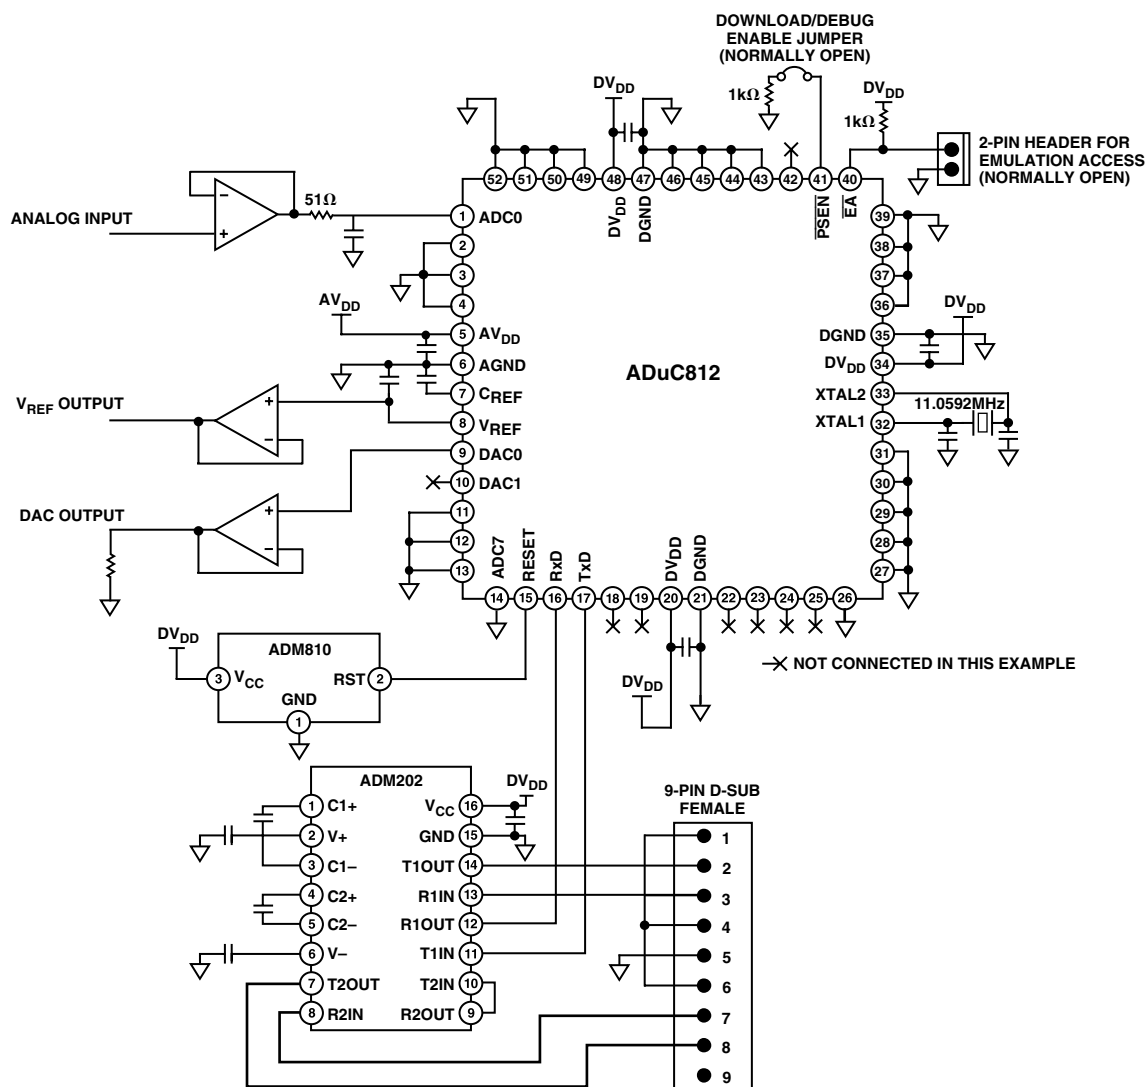 DOWNLOAD/DEBUG
ENABLE JUMPER
(NORMALLY OPEN)
1kΩ
DVDD
DVDD
1kΩ
2-PIN HEADER FOR
EMULATION ACCESS
(NORMALLY OPEN)
52 51 50 49 48 47 46 45 44 43 42 41 40
DVDD
DGND
PSEN
EA
ANALOG INPUT
51Ω
1 ADC0
2
3
4
AVDD
5 AVDD
6 AGND
7 CREF
VREF OUTPUT
8 VREF
9 DAC0
10 DAC1
DAC OUTPUT
11
12
13
ADuC812
39
38
37
36
DGND 35
DVDD
DVDD 34
XTAL2 33
11.0592MHz
XTAL1 32
31
30
29
28
27
ADC7
RESET
RxD
TxD
DVDD
DGND
14 15 16 17 18 19 20 21 22 23 24 25 26
NOT CONNECTED IN THIS EXAMPLE
DVDD
DVDD
ADM810
3 VCC
RST 2
GND
1
ADM202
DVDD
1 C1+
2 V+
3 C1–
4 C2+
5 C2–
6 V–
7 T2OUT
8 R2IN
VCC 16
GND 15
T1OUT 14
R1IN 13
R1OUT 12
T1IN 11
T2IN 10
R2OUT 9
9-PIN D-SUB
FEMALE
1
2
3
4
5
6
7
8
9